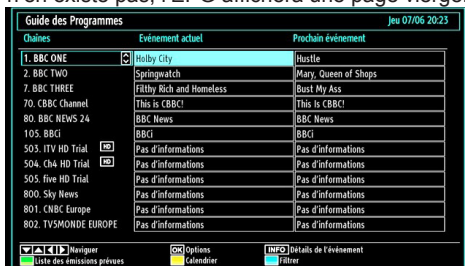 n'en existe pas, l'EPG affichera une page vierge.
Guide des Programmes Jeu 07/06 20:23
Chaînes Evénement actuel Prochain événement
1. BBC ONE Holby City Hustle
2. BBC TWO Springwatch Mary, Queen of Shops
7. BBC THREE Filthy Rich and Homeless Bust My Ass
70. CBBC Channel This is CBBC! This Is CBBC!
80. BBC NEWS 24 BBC News BBC News
105. BBCi BBCi BBCi
503. ITV HD Trial HD Pas d'informations Pas d'informations
504. Ch4 HD Trial HD Pas d'informations Pas d'informations
505. five HD Trial Pas d'informations Pas d'informations
800. Sky News Pas d'informations Pas d'informations
801. CNBC Europe Pas d'informations Pas d'informations
802. TV5MONDE EUROPE Pas d'informations Pas d'informations
Naviguer OK Options INFO Détails de l'événement
Liste des émissions prévues Calendrier Filtrer